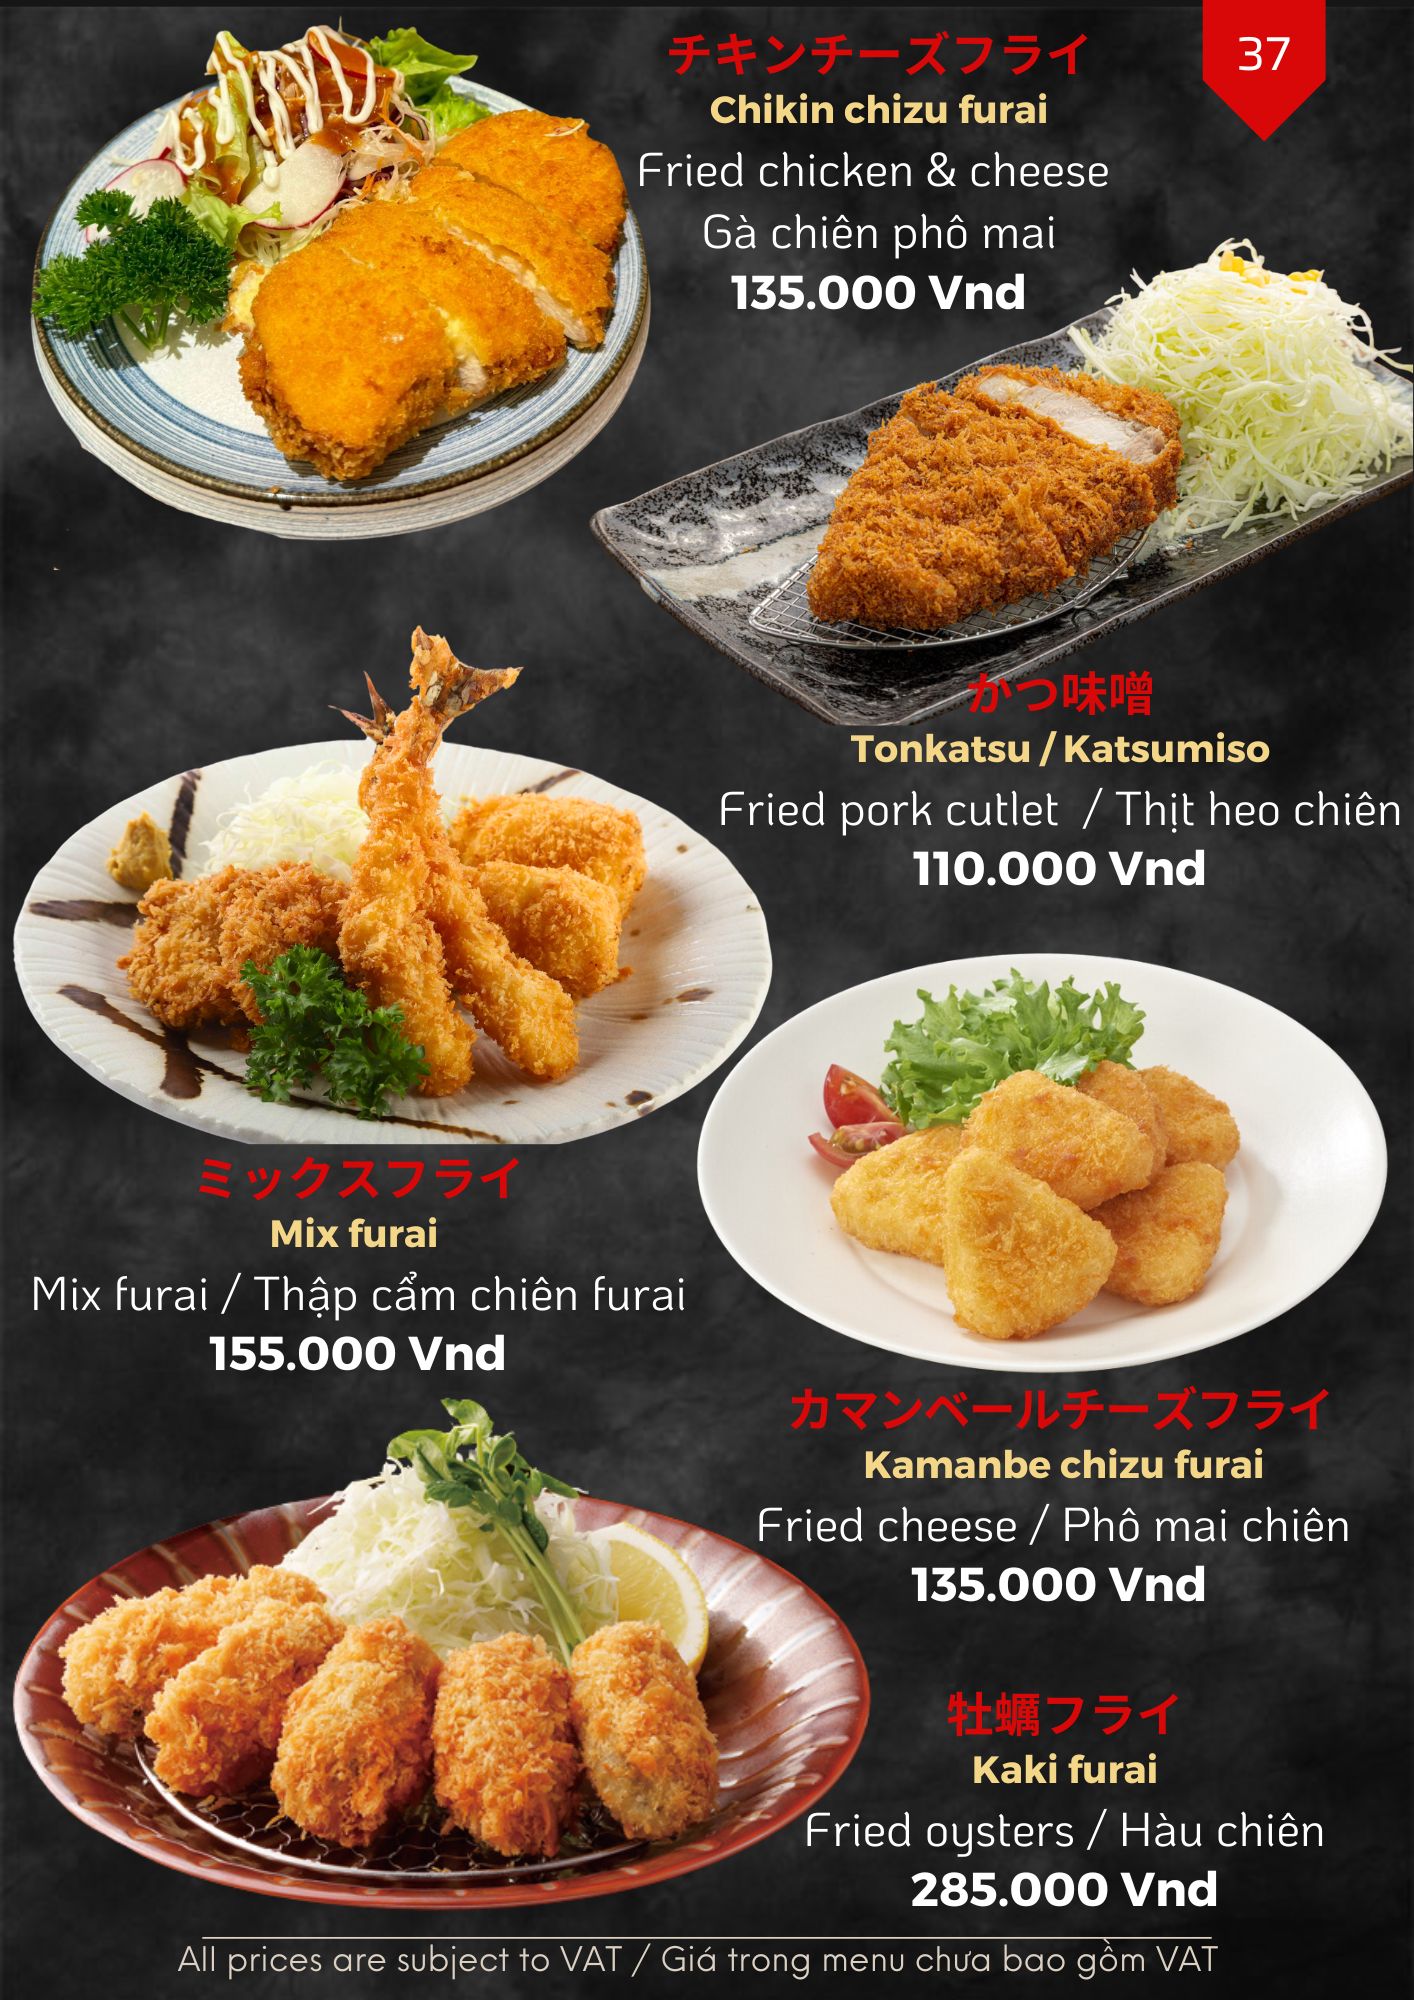 37
チキンチーズフライ
Chikin chizu furai
Fried chicken & cheese
Gà chiên phô mai
135.000 Vnd
かつ味噌
Tonkatsu / Katsumiso
Fried pork cutlet / Thịt heo chiên
110.000 Vnd
ミックスフライ
Mix furai
Mix furai / Thập cẩm chiên furai
155.000 Vnd
カマンベールチーズフライ
Kamanbe chizu furai
Fried cheese / Phô mai chiên
135.000 Vnd
牡蠣フライ
Kaki furai
Fried oysters / Hàu chiên
285.000 Vnd
All prices are subject to VAT / Giá trong menu chưa bao gồm VAT